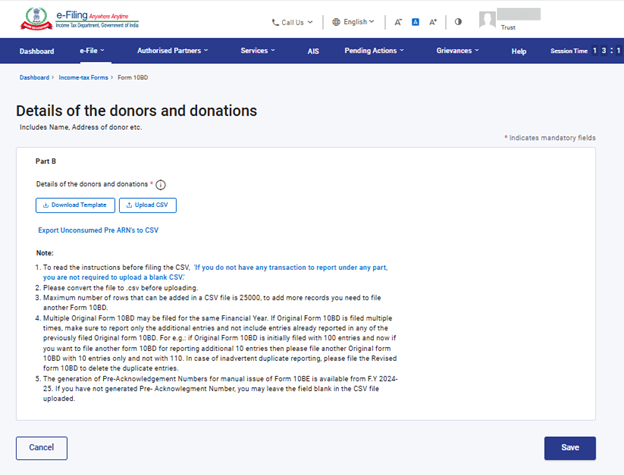 e-Filing Anywhere Anytime
Income Tax Department, Government of India
Call Us
English
A-
A
A+
Trust
Dashboard
e-File
Authorised Partners
Services
AIS
Pending Actions
Grievances
Help
Session Time 1 3 : 1
Dashboard > Income-tax Forms > Form 10BD
Details of the donors and donations
Includes Name, Address of donor etc.
* Indicates mandatory fields
Part B
Details of the donors and donations *
Download Template
Upload CSV
Export Unconsumed Pre ARN's to CSV
Note:
1. To read the instructions before filing the CSV, 'If you do not have any transaction to report under any part,
you are not required to upload a blank CSV.'
2. Please convert the file to .csv before uploading.
3. Maximum number of rows that can be added in a CSV file is 25000, to add more records you need to file
another Form 10BD.
4. Multiple Original Form 10BD may be filed for the same Financial Year. If Original Form 10BD is filed multiple
times, make sure to report only the additional entries and not include entries already reported in any of the
previously filed Original form 10BD. For e.g.: if Original Form 10BD is initially filed with 100 entries and now if
you want to file another form 10BD for reporting additional 10 entries then please file another Original form
10BD with 10 entries only and not with 110. In case of inadvertent duplicate reporting, please file the Revised
form 10BD to delete the duplicate entries.
5. The generation of Pre-Acknowledgement Numbers for manual issue of Form 10BE is available from F.Y 2024-
25. If you have not generated Pre- Acknowlegment Number, you may leave the field blank in the CSV file
uploaded.
Cancel
Save